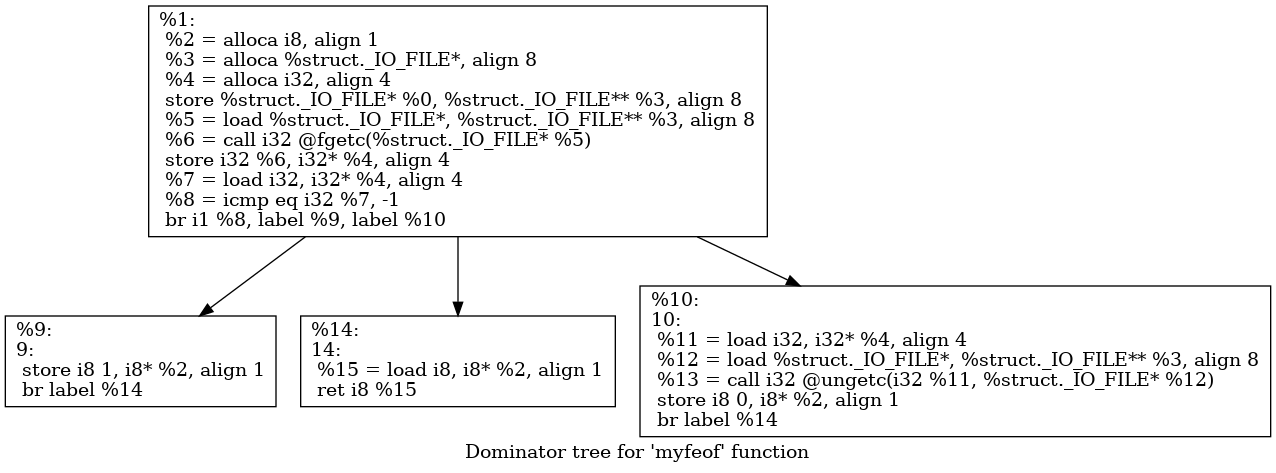 %1:
%2 = alloca i8, align 1
%3 = alloca %struct._IO_FILE*, align 8
%4 = alloca i32, align 4
store %struct._IO_FILE* %0, %struct._IO_FILE** %3, align 8
%5 = load %struct._IO_FILE*, %struct._IO_FILE** %3, align 8
%6 = call i32 @fgetc(%struct._IO_FILE* %5)
store i32 %6, i32* %4, align 4
%7 = load i32, i32* %4, align 4
%8 = icmp eq i32 %7, -1
br i1 %8, label %9, label %10
%9:
9:
store i8 1, i8* %2, align 1
br label %14
%14:
14:
%15 = load i8, i8* %2, align 1
ret i8 %15
%10:
10:
%11 = load i32, i32* %4, align 4
%12 = load %struct._IO_FILE*, %struct._IO_FILE** %3, align 8
%13 = call i32 @ungetc(i32 %11, %struct._IO_FILE* %12)
store i8 0, i8* %2, align 1
br label %14
Dominator tree for 'myfeof' function